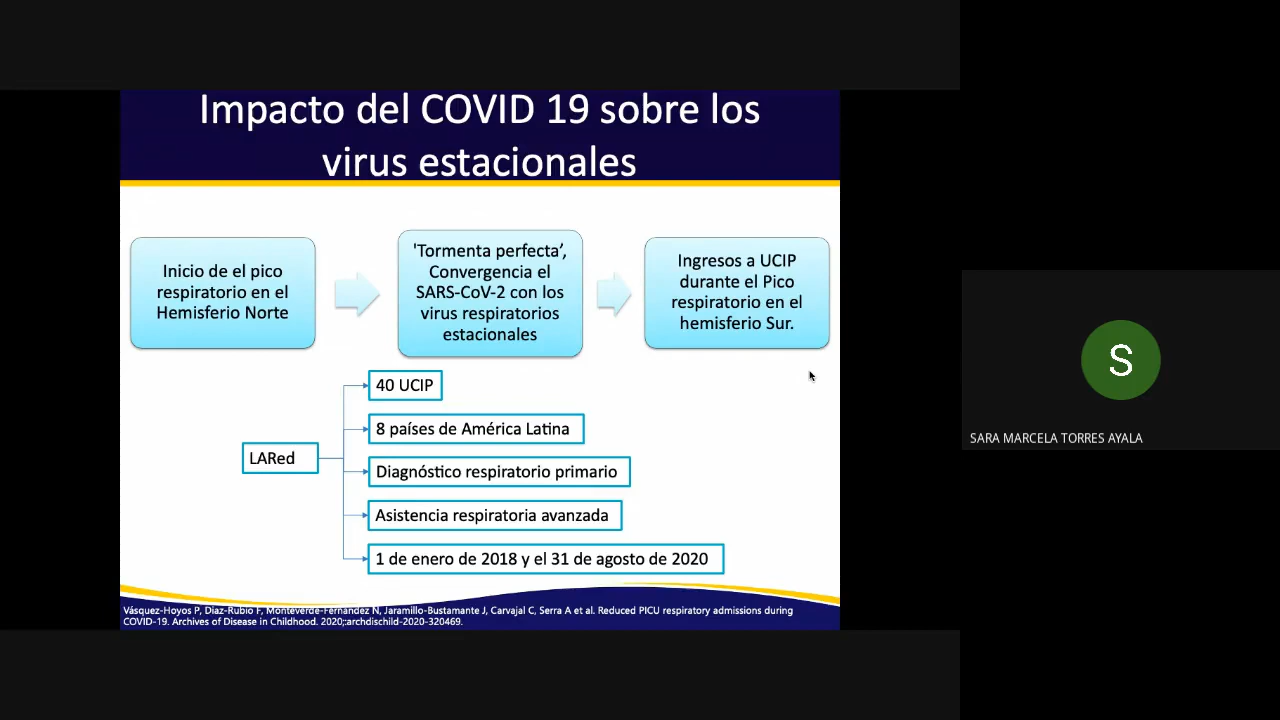 Impacto del COVID 19 sobre los
virus estacionales
Inicio de el pico
respiratorio en el
Hemisferio Norte
'Tormenta perfecta’,
Convergencia el
SARS-CoV-2 con los
virus respiratorios
estacionales
Ingresos a UCIP
durante el Pico
respiratorio en el
hemisferio Sur.
LARed
40 UCIP
8 países de América Latina
Diagnóstico respiratorio primario
Asistencia respiratoria avanzada
1 de enero de 2018 y el 31 de agosto de 2020
Vásquez-Hoyos P, Diaz-Rubio F, Monteverde-Fernandez N, Jaramillo-Bustamante J, Carvajal C, Serra A et al. Reduced PICU respiratory admissions during
COVID-19. Archives of Disease in Childhood. 2020;:archdischild-2020-320469.
S
SARA MARCELA TORRES AYALA